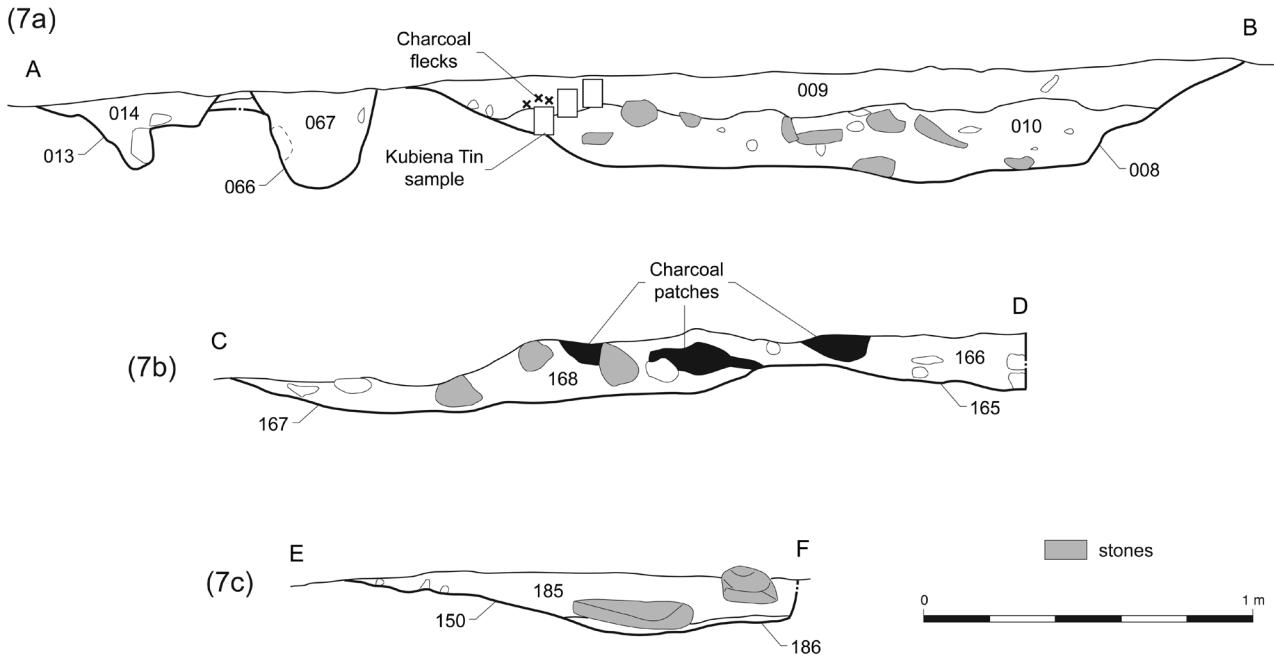 (7a)
A
B
Charcoal
flecks
014
067
009
010
013
066
Kubiena Tin
sample
008
(7b)
C
D
Charcoal
patches
168
166
167
165
(7c)
E
F
185
150
186
stones
0
1 m